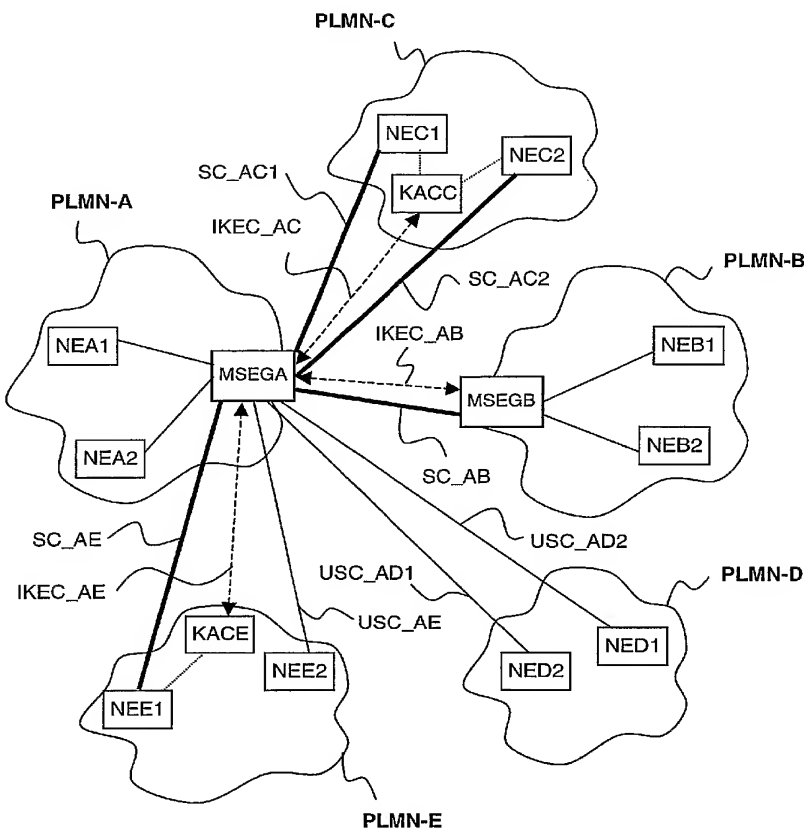 PLMN-C
NEC1
NEC2
SC_AC1
KACC
PLMN-A
IKEC_AC
PLMN-B
SC_AC2
NEA1
IKEC_AB
NEB1
MSEGA
MSEGB
NEA2
NEB2
SC_AB
SC_AE
USC_AD2
IKEC_AE
USC_AD1
PLMN-D
USC_AE
KACE
NED1
NEE2
NED2
NEE1
PLMN-E